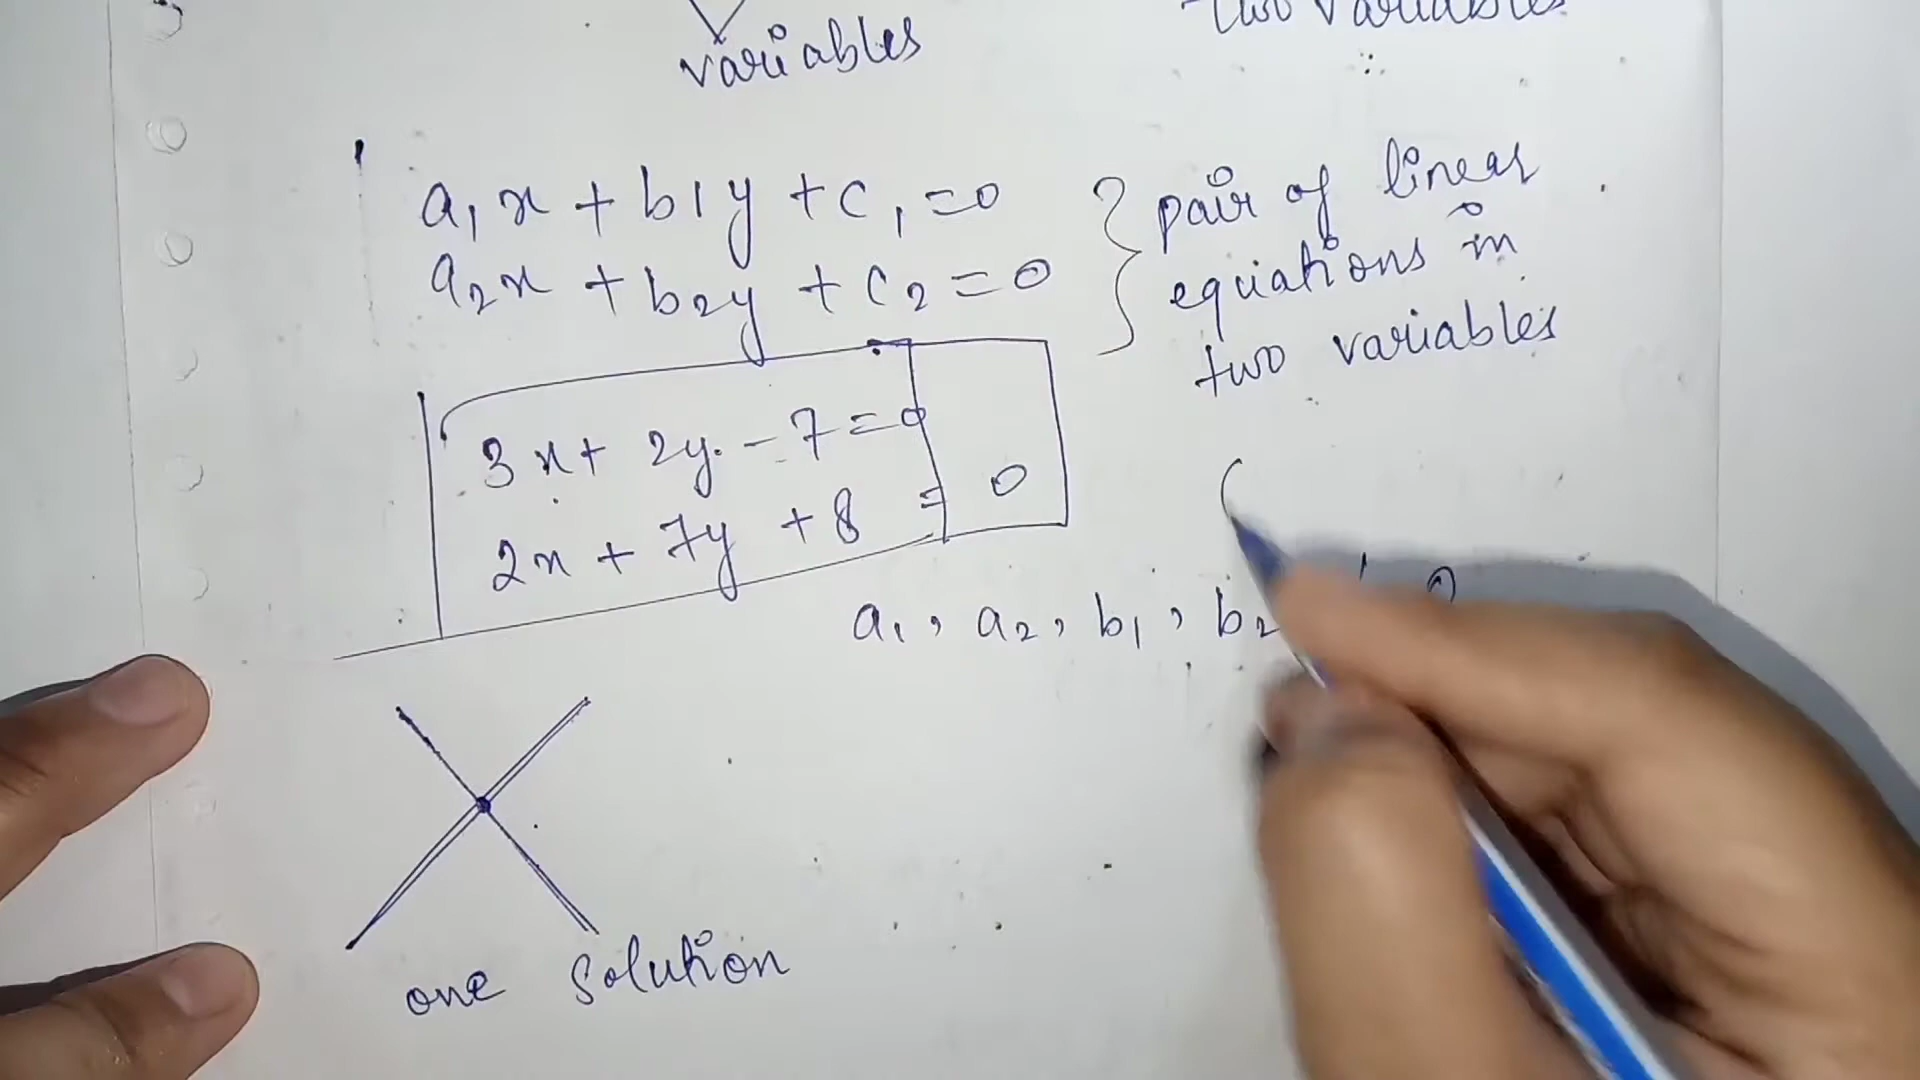 variables
two variables
a₁x + b1y + c₁ = 0
a₂x + b₂y + c₂ = 0
pair of linear
equations in
two variables
3x + 2y - 7 = 0
2x + 7y + 8 = 0
a₁, a₂, b₁, b₂
one solution